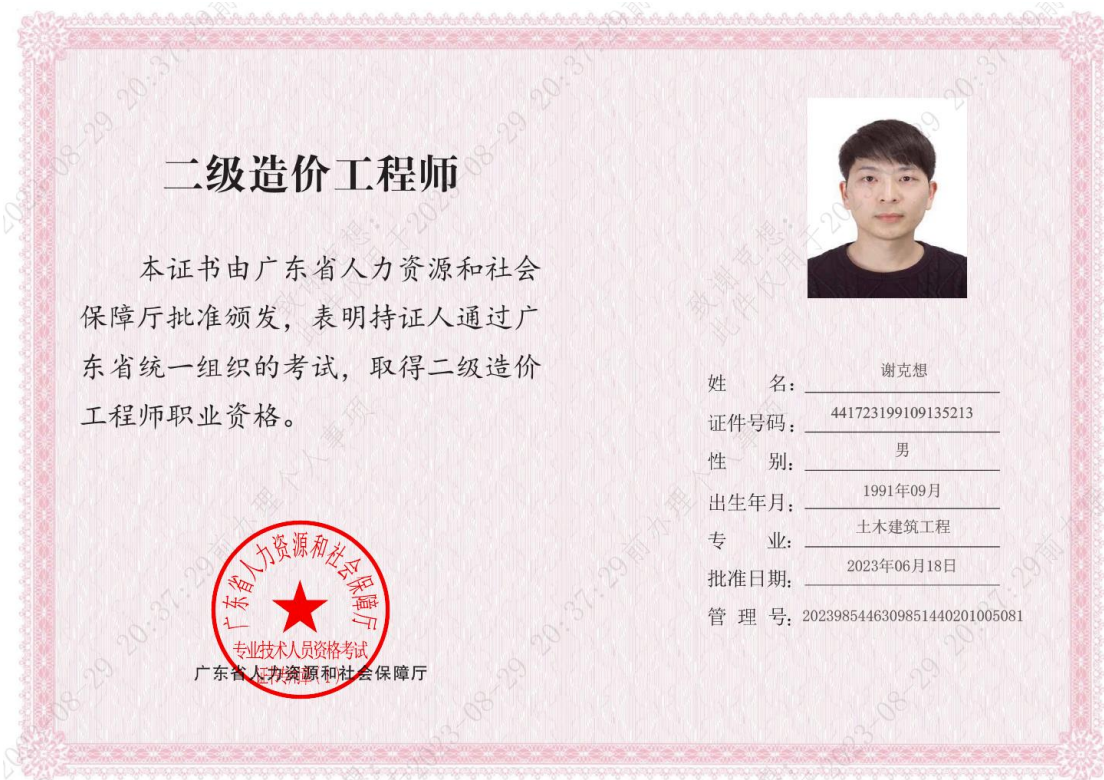 二级造价工程师
本证书由广东省人力资源和社会
保障厅批准颁发，表明持证人通过广
东省统一组织的考试，取得二级造价
工程师职业资格。
广东省人力资源和社会保障厅
专业技术人员资格考试
广东省人力资源和社会保障厅
姓 名：谢克想
证件号码：441723199109135213
性 别：男
出生年月：1991年09月
专 业：土木建筑工程
批准日期：2023年06月18日
管 理 号：2023985446309851440201005081